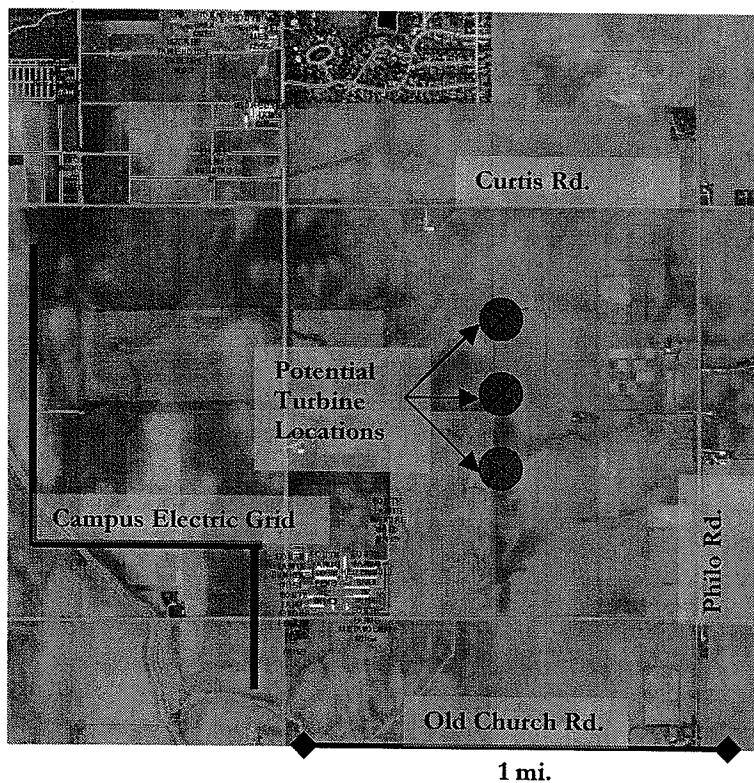 Curtis Rd.
Potential
Turbine
Locations
Campus Electric Grid
Philo Rd.
Old Church Rd.
1 mi.